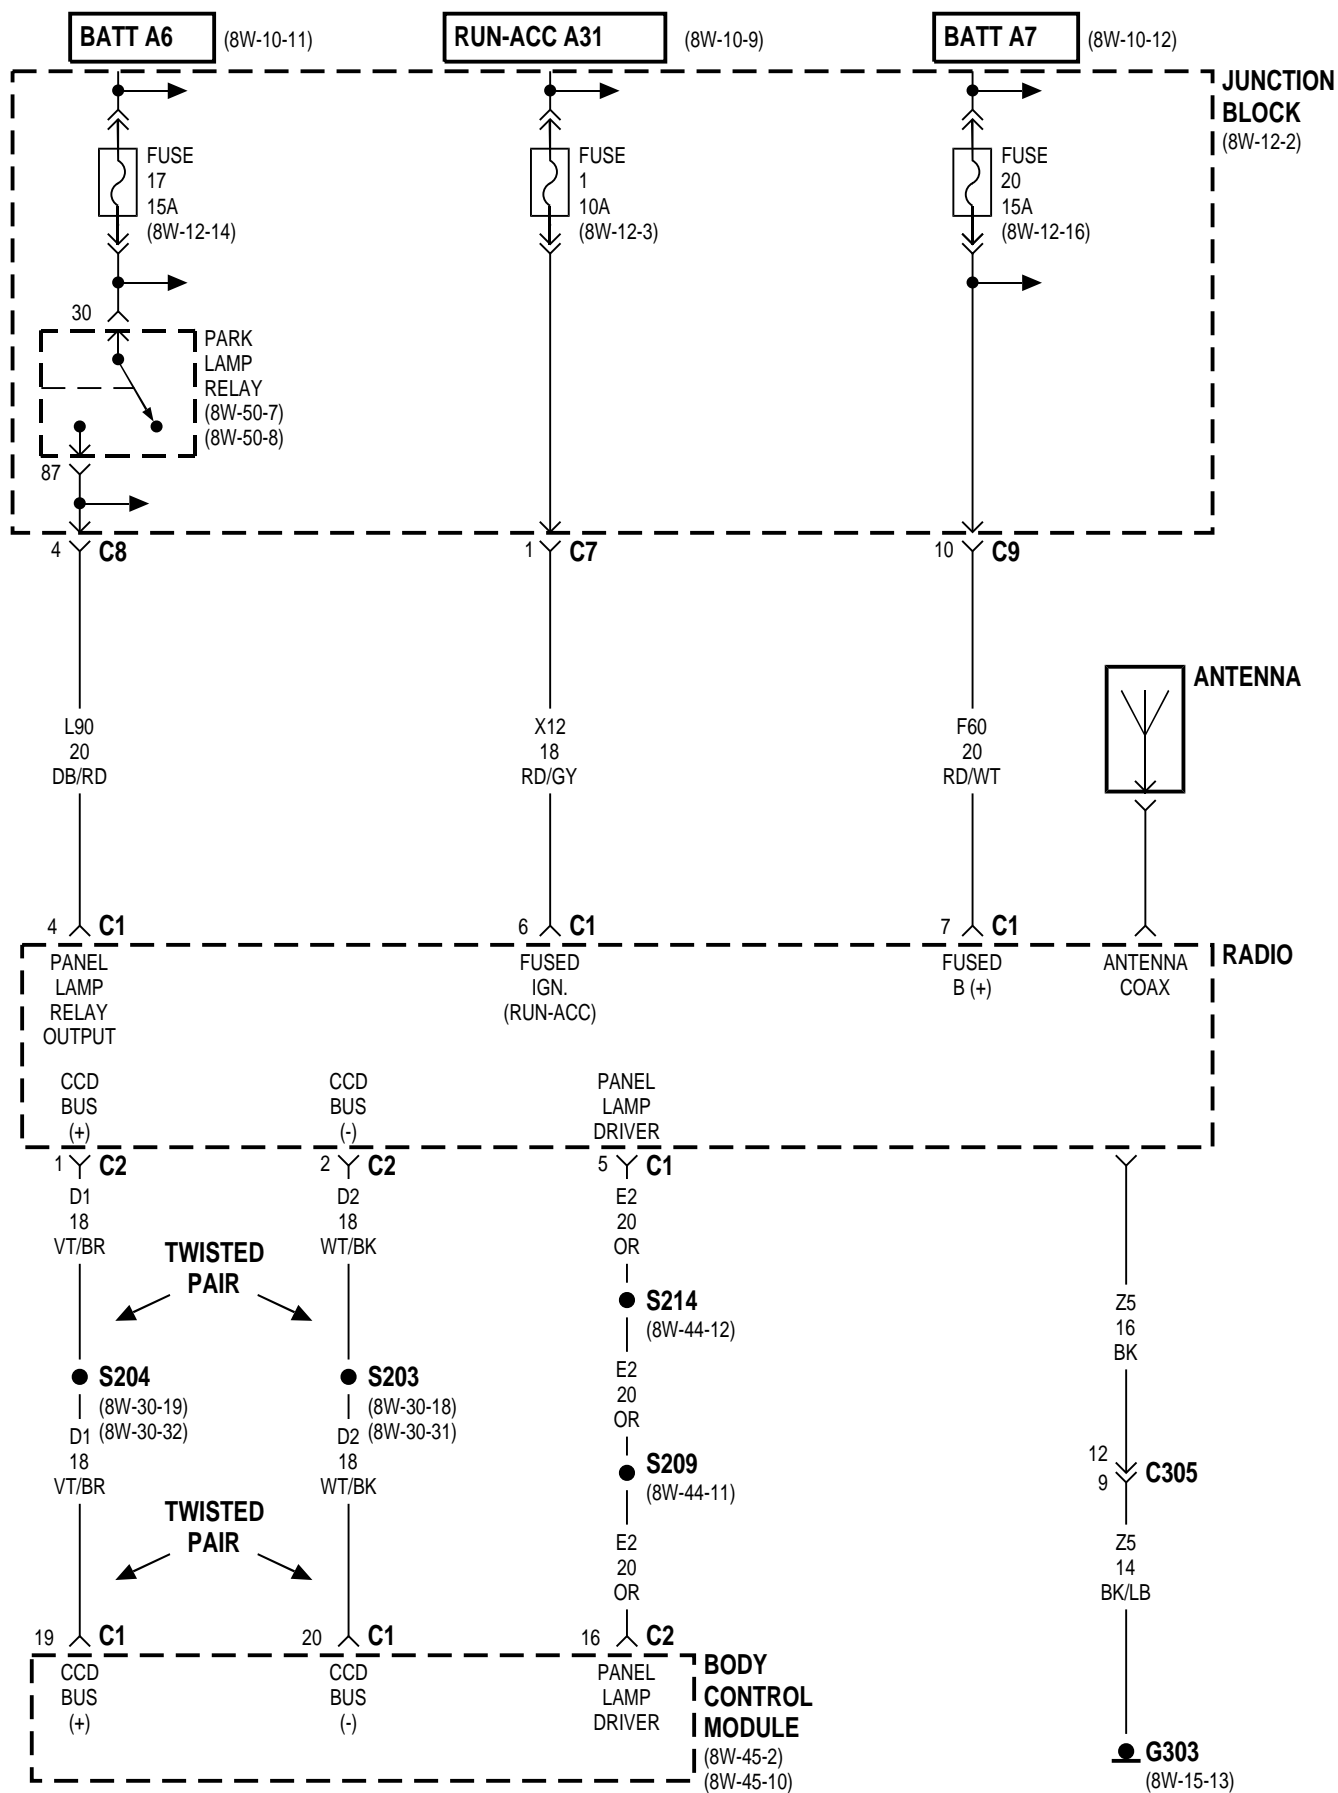 BATT A6 (8W-10-11)
RUN-ACC A31 (8W-10-9)
BATT A7 (8W-10-12)
JUNCTION
BLOCK
(8W-12-2)
FUSE
17
15A
(8W-12-14)
FUSE
1
10A
(8W-12-3)
FUSE
20
15A
(8W-12-16)
30
PARK
LAMP
RELAY
(8W-50-7)
(8W-50-8)
87
4 C8
1 C7
10 C9
ANTENNA
L90
20
DB/RD
X12
18
RD/GY
F60
20
RD/WT
4 C1
6 C1
7 C1
RADIO
PANEL
LAMP
RELAY
OUTPUT
FUSED
IGN.
(RUN-ACC)
FUSED
B (+)
ANTENNA
COAX
CCD
BUS
(+)
CCD
BUS
(-)
PANEL
LAMP
DRIVER
1 C2
2 C2
5 C1
D1
18
VT/BR
D2
18
WT/BK
E2
20
OR
TWISTED
PAIR
S214
(8W-44-12)
Z5
16
BK
S204
(8W-30-19)
(8W-30-32)
S203
(8W-30-18)
(8W-30-31)
E2
20
OR
D1
18
VT/BR
D2
18
WT/BK
S209
(8W-44-11)
12
9
C305
TWISTED
PAIR
E2
20
OR
Z5
14
BK/LB
19 C1
20 C1
16 C2
CCD
BUS
(+)
CCD
BUS
(-)
PANEL
LAMP
DRIVER
BODY
CONTROL
MODULE
(8W-45-2)
(8W-45-10)
G303
(8W-15-13)